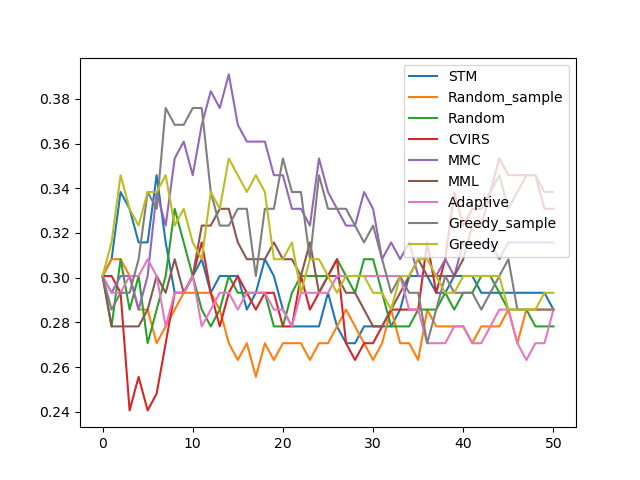 0.38
0.36
0.34
0.32
0.30
0.28
0.26
0.24
0
10
20
30
40
50
STM
Random_sample
Random
CVIRS
MMC
MML
Adaptive
Greedy_sample
Greedy